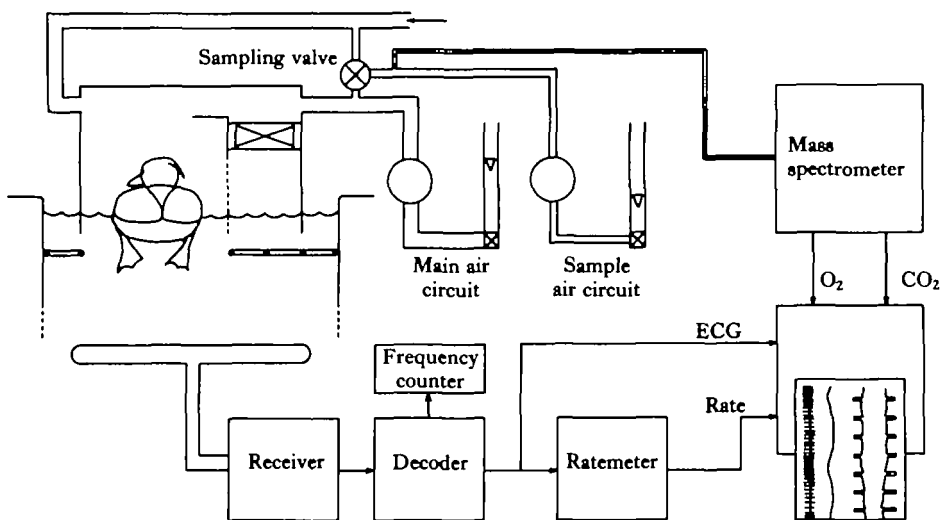 Sampling valve
Mass
spectrometer
Main air
circuit
Sample
air circuit
O₂
CO₂
ECG
Frequency
counter
Rate
Receiver
Decoder
Ratemeter